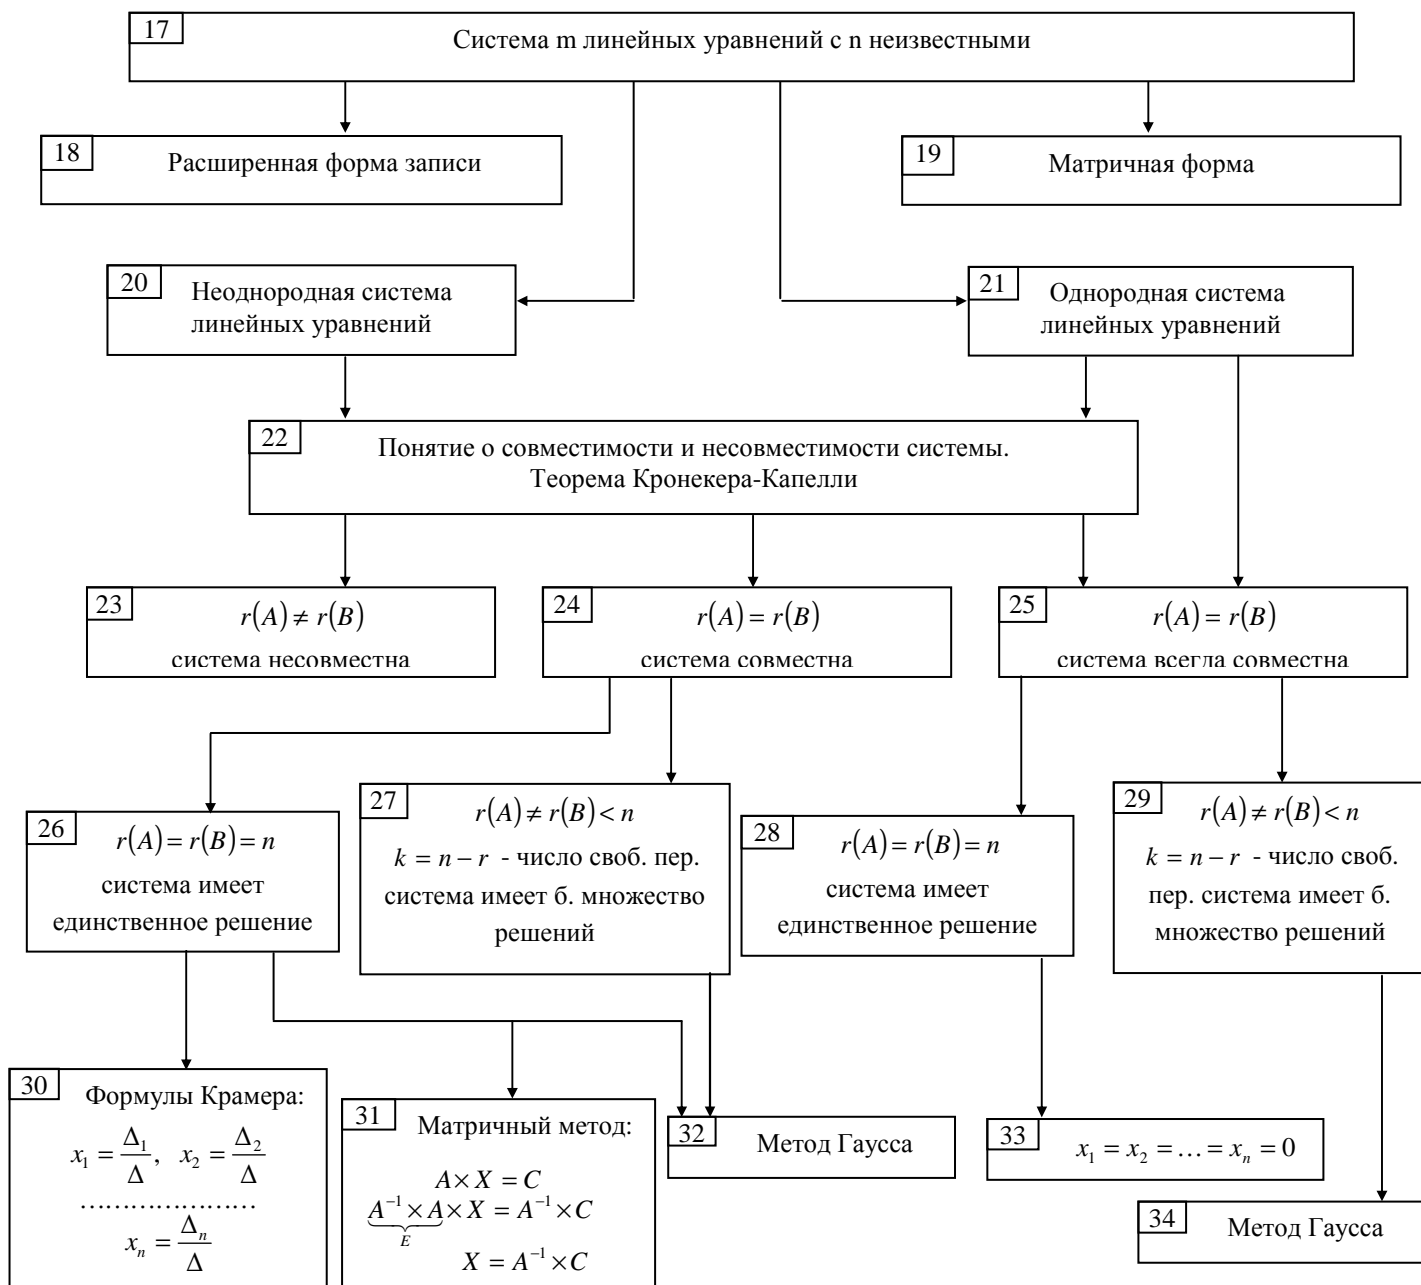 17
Система m линейных уравнений с n неизвестными
18
Расширенная форма записи
19
Матричная форма
20
Неоднородная система
линейных уравнений
21
Однородная система
линейных уравнений
22
Понятие о совместимости и несовместимости системы.
Теорема Кронекера-Капелли
23
r(A) ≠ r(B)
система несовместна
24
r(A) = r(B)
система совместна
25
r(A) = r(B)
система всегда совместна
26
r(A) = r(B) = n
система имеет
единственное решение
27
r(A) ≠ r(B) < n
k = n − r - число своб. пер.
система имеет б. множество
решений
28
r(A) = r(B) = n
система имеет
единственное решение
29
r(A) ≠ r(B) < n
k = n − r - число своб.
пер. система имеет б.
множество решений
30
Формулы Крамера:
x₁ = Δ₁/Δ, x₂ = Δ₂/Δ
.....................
xₙ = Δₙ/Δ
31
Матричный метод:
A × X = C
A⁻¹ × A × X = A⁻¹ × C
E
X = A⁻¹ × C
32
Метод Гаусса
33
x₁ = x₂ = … = xₙ = 0
34
Метод Гаусса